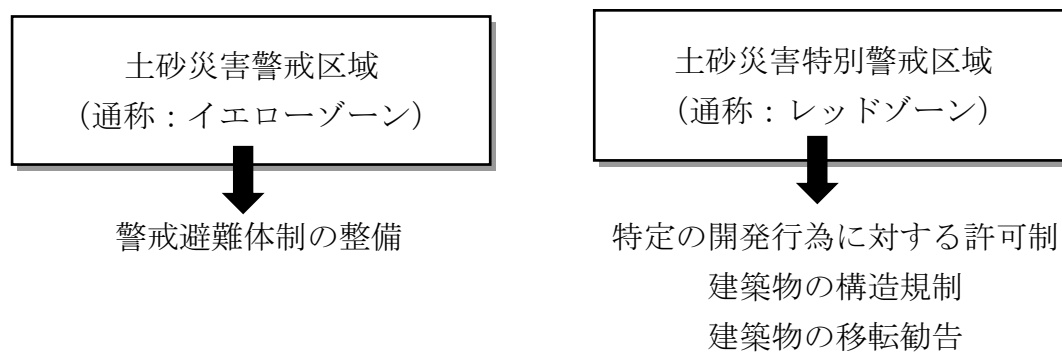 土砂災害警戒区域
（通称：イエローゾーン）
警戒避難体制の整備
土砂災害特別警戒区域
（通称：レッドゾーン）
特定の開発行為に対する許可制
建築物の構造規制
建築物の移転勧告